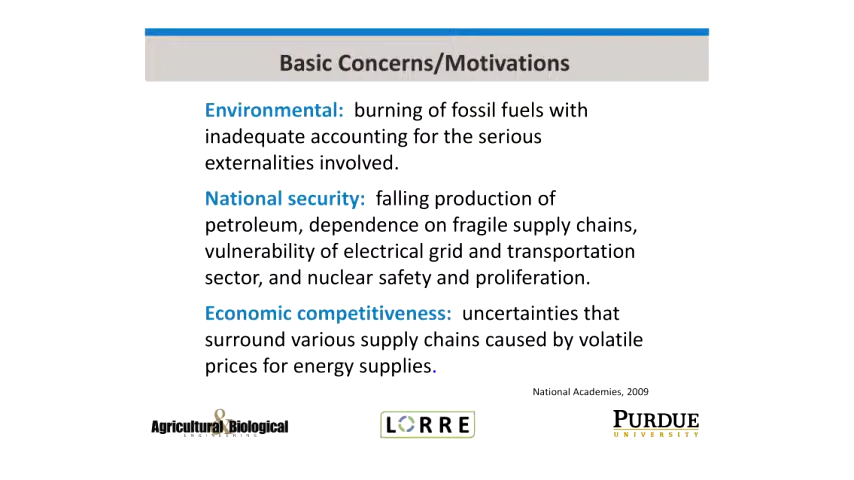 Basic Concerns/Motivations
Environmental: burning of fossil fuels with
inadequate accounting for the serious
externalities involved.
National security: falling production of
petroleum, dependence on fragile supply chains,
vulnerability of electrical grid and transportation
sector, and nuclear safety and proliferation.
Economic competitiveness: uncertainties that
surround various supply chains caused by volatile
prices for energy supplies.
National Academies, 2009
Agricultural & Biological
ENGINEERING
LORRE
PURDUE
UNIVERSITY